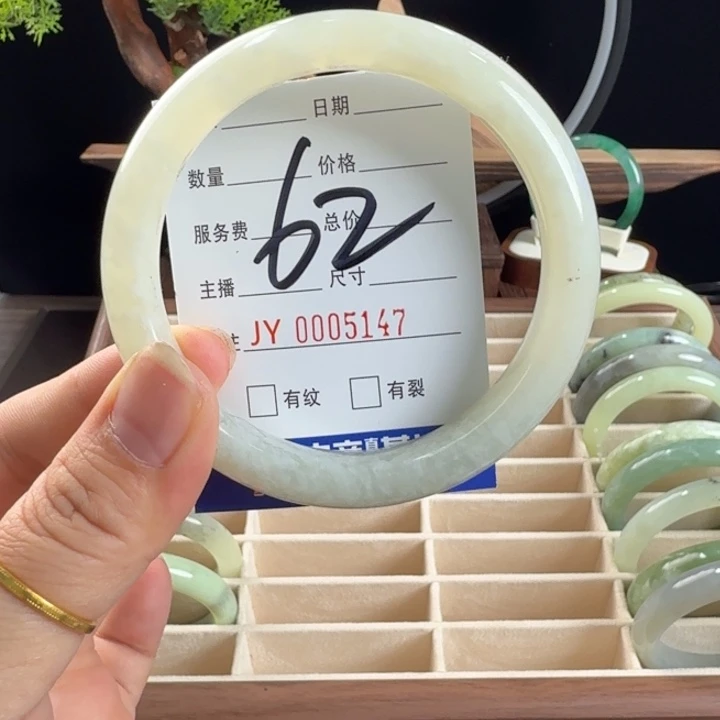 日期
数量 价格
62
服务费 总价
主播 尺寸
JY 0005147
有纹 有裂